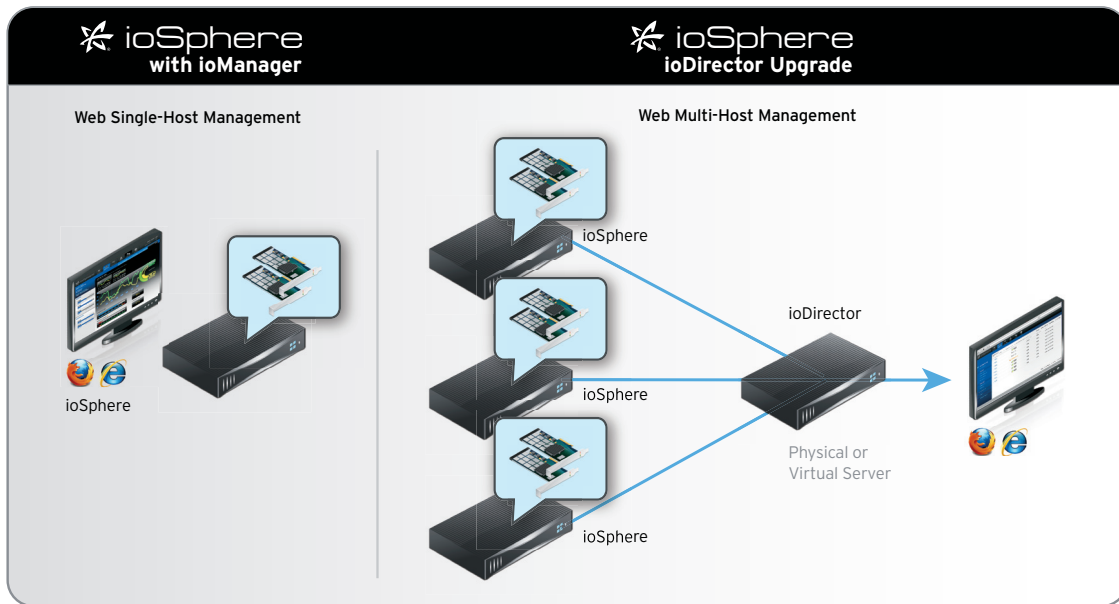 ioSphere
with ioManager
ioSphere
ioDirector Upgrade
Web Single-Host Management
Web Multi-Host Management
ioSphere
ioSphere
ioSphere
ioSphere
ioDirector
Physical or
Virtual Server